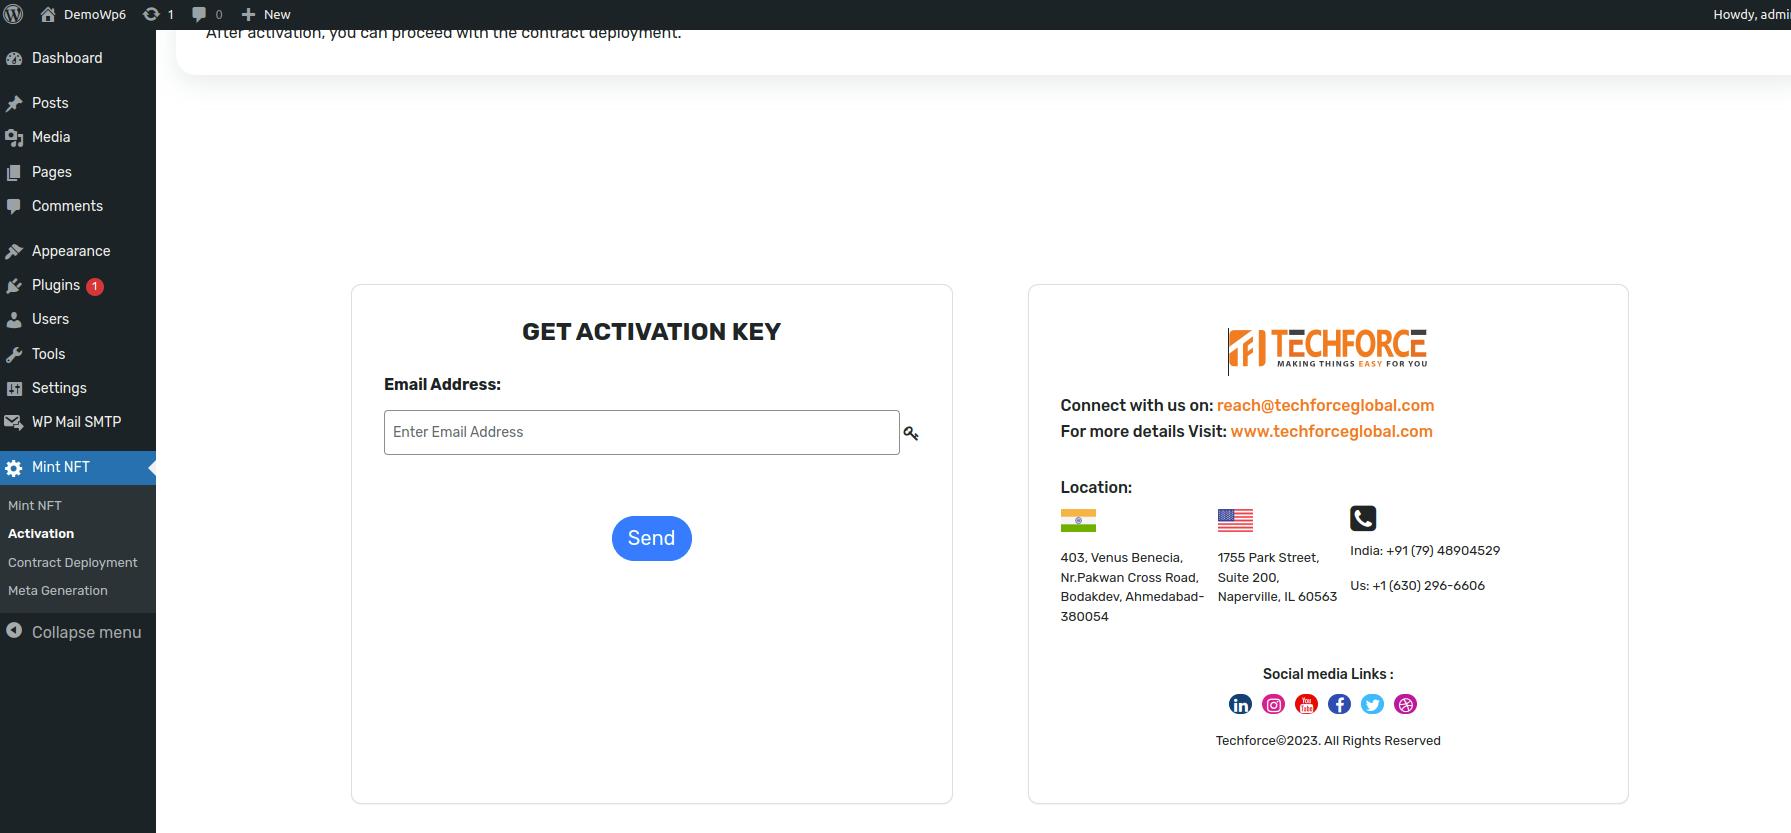 DemoWp6 1 0 New Howdy, admi
After activation, you can proceed with the contract deployment.
Dashboard
Posts
Media
Pages
Comments
Appearance
Plugins 1
Users
Tools
Settings
WP Mail SMTP
Mint NFT
Mint NFT
Activation
Contract Deployment
Meta Generation
Collapse menu
GET ACTIVATION KEY
Email Address:
Enter Email Address
Send
TECHFORCE
MAKING THINGS EASY FOR YOU
Connect with us on: reach@techforceglobal.com
For more details Visit: www.techforceglobal.com
Location:
403, Venus Benecia,
Nr.Pakwan Cross Road,
Bodakdev, Ahmedabad-
380054
1755 Park Street,
Suite 200,
Naperville, IL 60563
India: +91 (79) 48904529
Us: +1 (630) 296-6606
Social media Links :
in You Tube f
Techforce©2023. All Rights Reserved